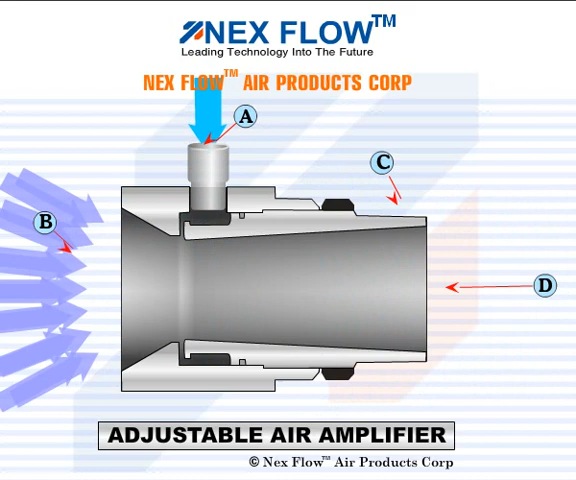 NEX FLOW™
Leading Technology Into The Future
NEX FLOW™ AIR PRODUCTS CORP
A
C
B
D
ADJUSTABLE AIR AMPLIFIER
© Nex Flow™ Air Products Corp